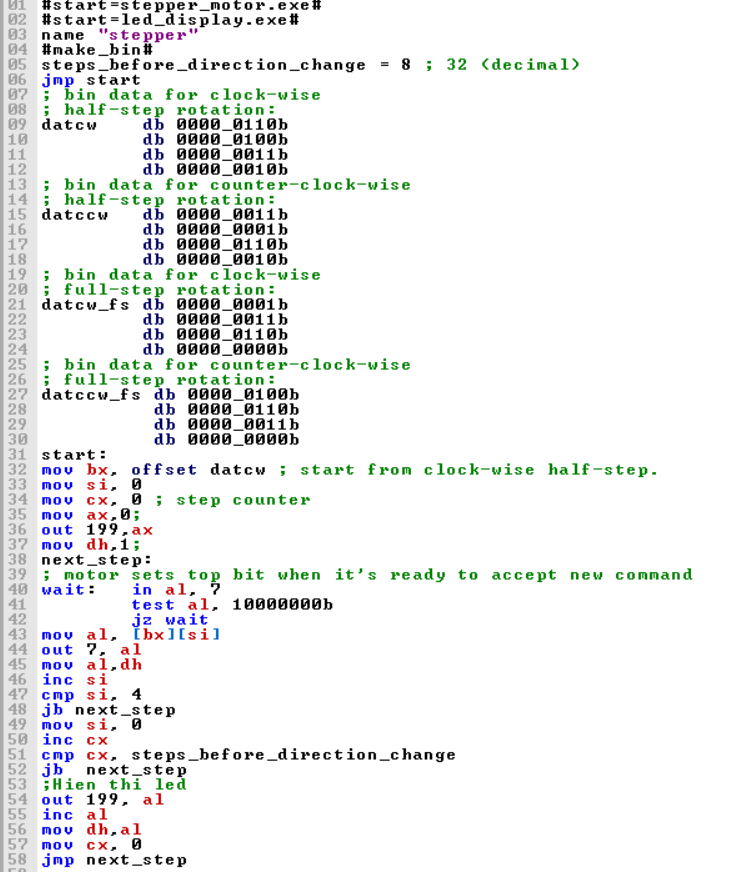 01 #start=stepper_motor.exe#
02 #start=led_display.exe#
03 name "stepper"
04 #make_bin#
05 steps_before_direction_change = 8 ; 32 (decimal)
06 jmp start
07 ; bin data for clock-wise
08 ; half-step rotation:
09 datcw    db 0000_0110b
10          db 0000_0100b
11          db 0000_0011b
12          db 0000_0010b
13 ; bin data for counter-clock-wise
14 ; half-step rotation:
15 datccw   db 0000_0011b
16          db 0000_0001b
17          db 0000_0110b
18          db 0000_0010b
19 ; bin data for clock-wise
20 ; full-step rotation:
21 datcw_fs db 0000_0001b
22          db 0000_0011b
23          db 0000_0110b
24          db 0000_0000b
25 ; bin data for counter-clock-wise
26 ; full-step rotation:
27 datccw_fs db 0000_0100b
28           db 0000_0110b
29           db 0000_0011b
30           db 0000_0000b
31 start:
32 mov bx, offset datcw ; start from clock-wise half-step.
33 mov si, 0
34 mov cx, 0 ; step counter
35 mov ax,0;
36 out 199,ax
37 mov dh,1;
38 next_step:
39 ; motor sets top bit when it's ready to accept new command
40 wait:   in al, 7
41         test al, 10000000b
42         jz wait
43 mov al, [bx][si]
44 out 7, al
45 mov al,dh
46 inc si
47 cmp si, 4
48 jb next_step
49 mov si, 0
50 inc cx
51 cmp cx, steps_before_direction_change
52 jb  next_step
53 ;Hien thi led
54 out 199, al
55 inc al
56 mov dh,al
57 mov cx, 0
58 jmp next_step